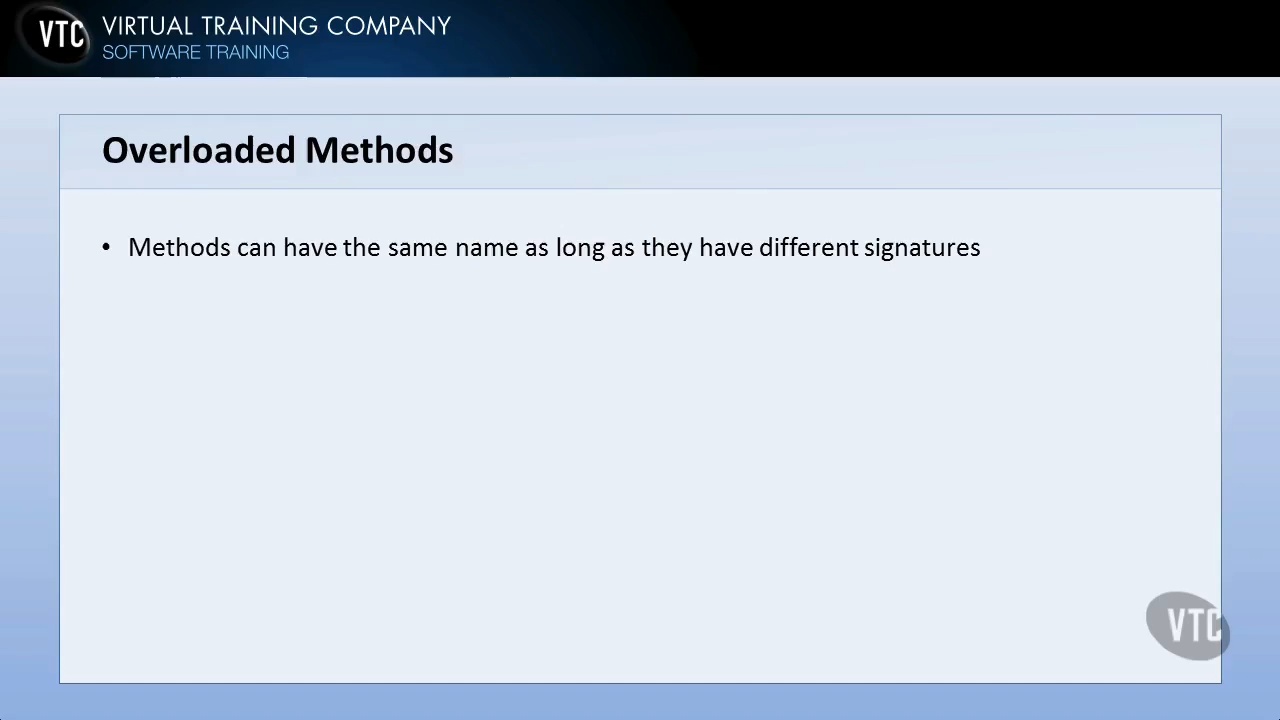 VTC VIRTUAL TRAINING COMPANY
SOFTWARE TRAINING
Overloaded Methods
• Methods can have the same name as long as they have different signatures
VTC